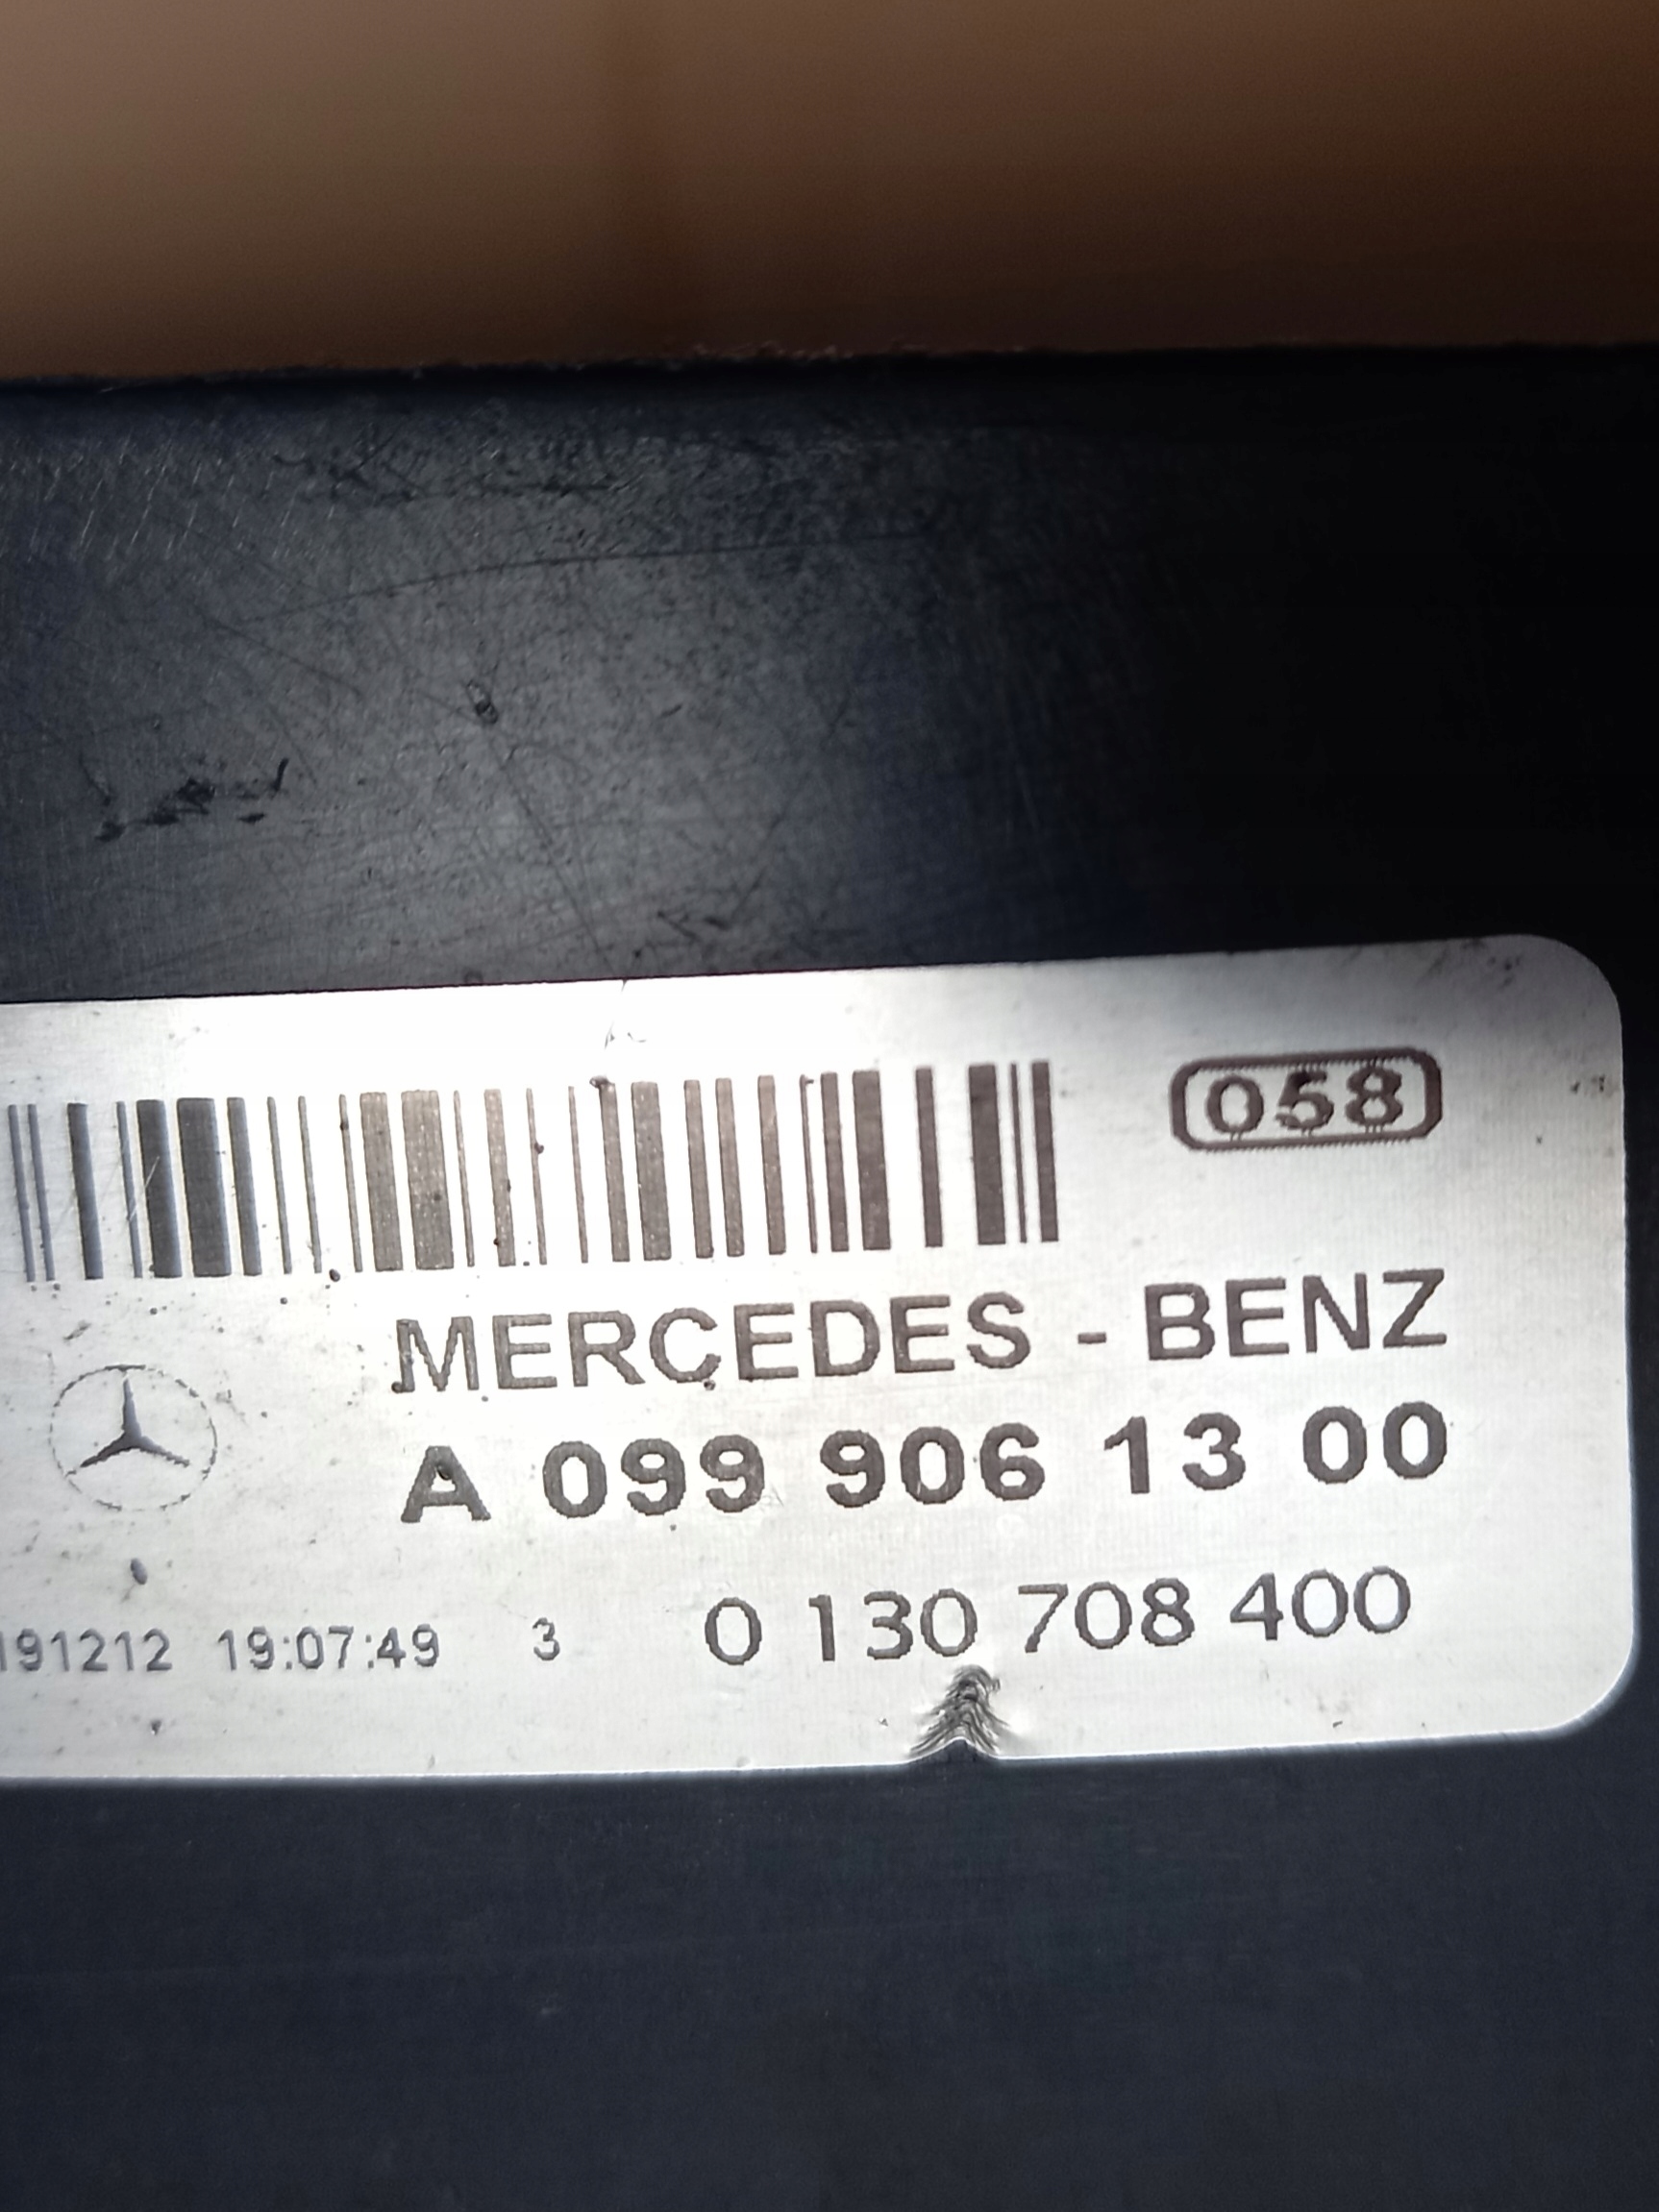 058
MERCEDES - BENZ
A 099 906 13 00
191212 19:07:49 3 0 130 708 400